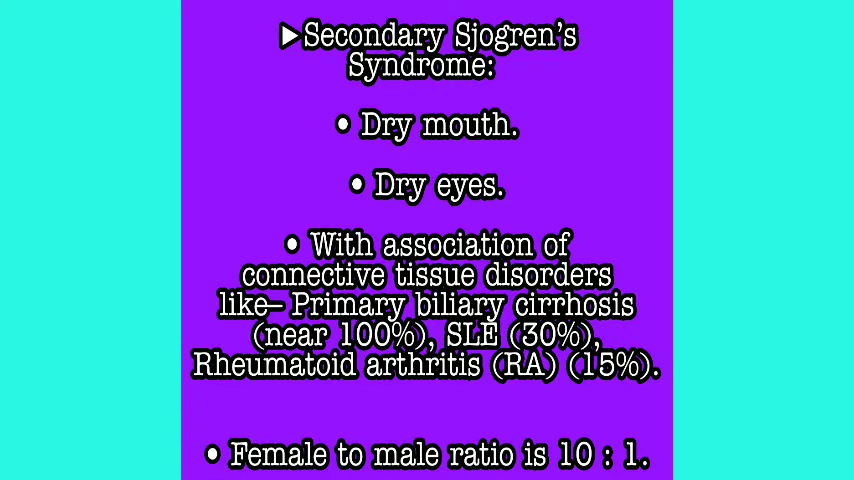 ▶Secondary Sjogren's
Syndrome:
• Dry mouth.
• Dry eyes.
• With association of
connective tissue disorders
like– Primary biliary cirrhosis
(near 100%), SLE (30%),
Rheumatoid arthritis (RA) (15%).
• Female to male ratio is 10 : 1.